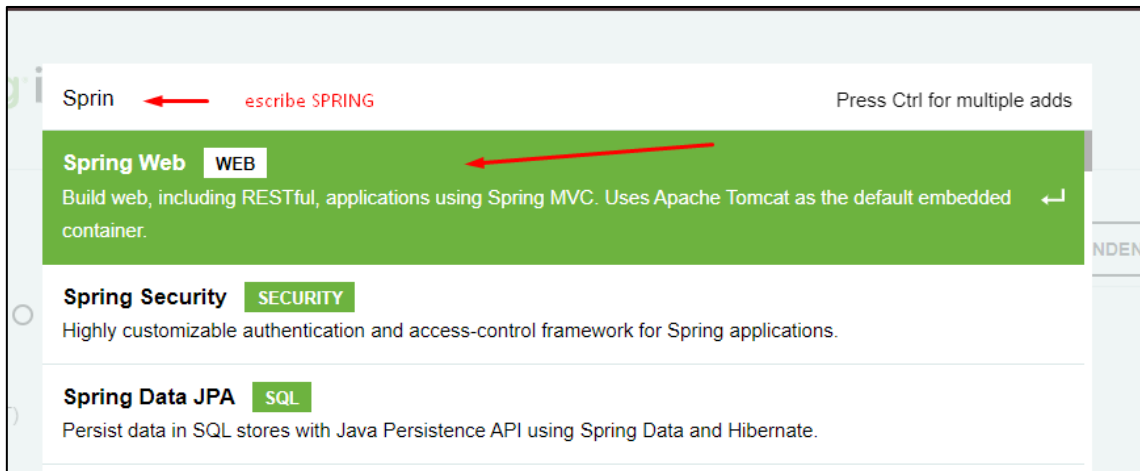 Sprin escribe SPRING Press Ctrl for multiple adds
Spring Web WEB
Build web, including RESTful, applications using Spring MVC. Uses Apache Tomcat as the default embedded
container.
NDEN
Spring Security SECURITY
Highly customizable authentication and access-control framework for Spring applications.
Spring Data JPA SQL
Persist data in SQL stores with Java Persistence API using Spring Data and Hibernate.